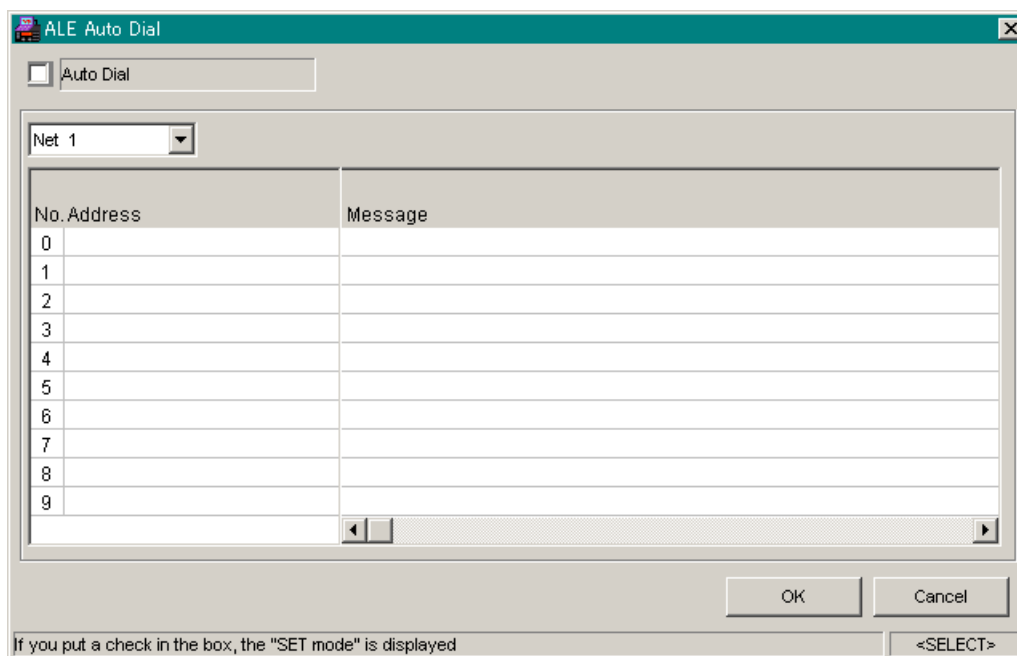 ALE Auto Dial
Auto Dial
Net 1
No. Address Message
0
1
2
3
4
5
6
7
8
9
OK Cancel
If you put a check in the box, the "SET mode" is displayed <SELECT>